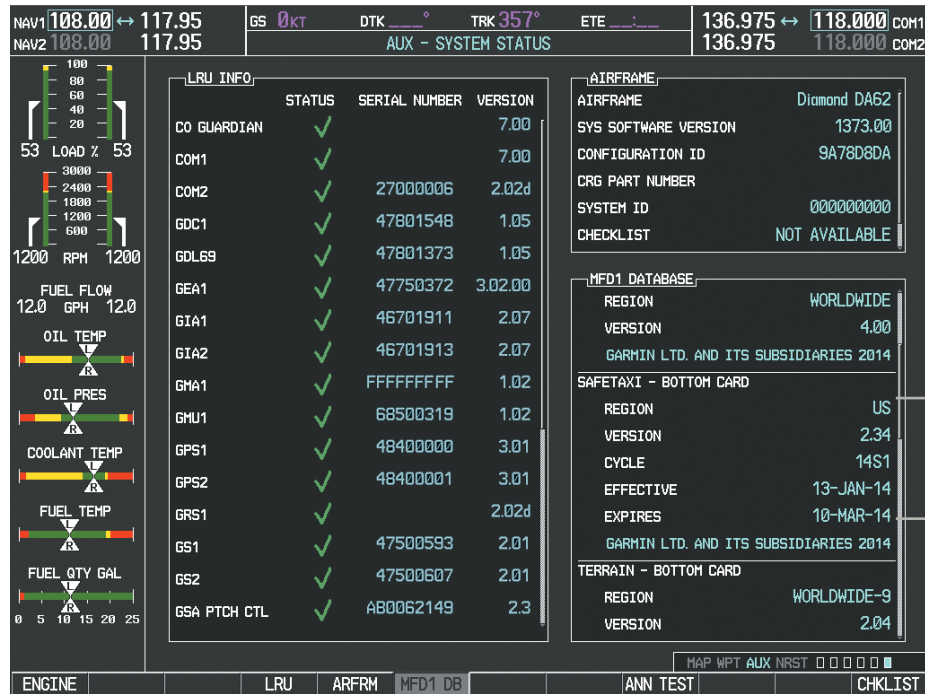 NAV1 108.00 ↔ 117.95 GS 0KT DTK ___° TRK 357° ETE __:__ 136.975 ↔ 118.000 COM1
NAV2 108.00 117.95 AUX - SYSTEM STATUS 136.975 118.000 COM2
100
80
60
40
20
53 LOAD % 53
3000
2400
1800
1200
600
1200 RPM 1200
FUEL FLOW
12.0 GPH 12.0
OIL TEMP
L
R
OIL PRES
L
R
COOLANT TEMP
L
R
FUEL TEMP
L
R
FUEL QTY GAL
L
R
0 5 10 15 20 25
LRU INFO
STATUS SERIAL NUMBER VERSION
CO GUARDIAN ✓ 7.00
COM1 ✓ 7.00
COM2 ✓ 27000006 2.02d
GDC1 ✓ 47801548 1.05
GDL69 ✓ 47801373 1.05
GEA1 ✓ 47750372 3.02.00
GIA1 ✓ 46701911 2.07
GIA2 ✓ 46701913 2.07
GMA1 ✓ FFFFFFFFF 1.02
GMU1 ✓ 68500319 1.02
GPS1 ✓ 48400000 3.01
GPS2 ✓ 48400001 3.01
GRS1 ✓ 2.02d
GS1 ✓ 47500593 2.01
GS2 ✓ 47500607 2.01
GSA PTCH CTL ✓ AB0062149 2.3
AIRFRAME
AIRFRAME Diamond DA62
SYS SOFTWARE VERSION 1373.00
CONFIGURATION ID 9A78D8DA
CRG PART NUMBER
SYSTEM ID 000000000
CHECKLIST NOT AVAILABLE
MFD1 DATABASE
REGION WORLDWIDE
VERSION 4.00
GARMIN LTD. AND ITS SUBSIDIARIES 2014
SAFETAXI - BOTTOM CARD
REGION US
VERSION 2.34
CYCLE 14S1
EFFECTIVE 13-JAN-14
EXPIRES 10-MAR-14
GARMIN LTD. AND ITS SUBSIDIARIES 2014
TERRAIN - BOTTOM CARD
REGION WORLDWIDE-9
VERSION 2.04
MAP WPT AUX NRST
ENGINE LRU ARFRM MFD1 DB ANN TEST CHKLIST